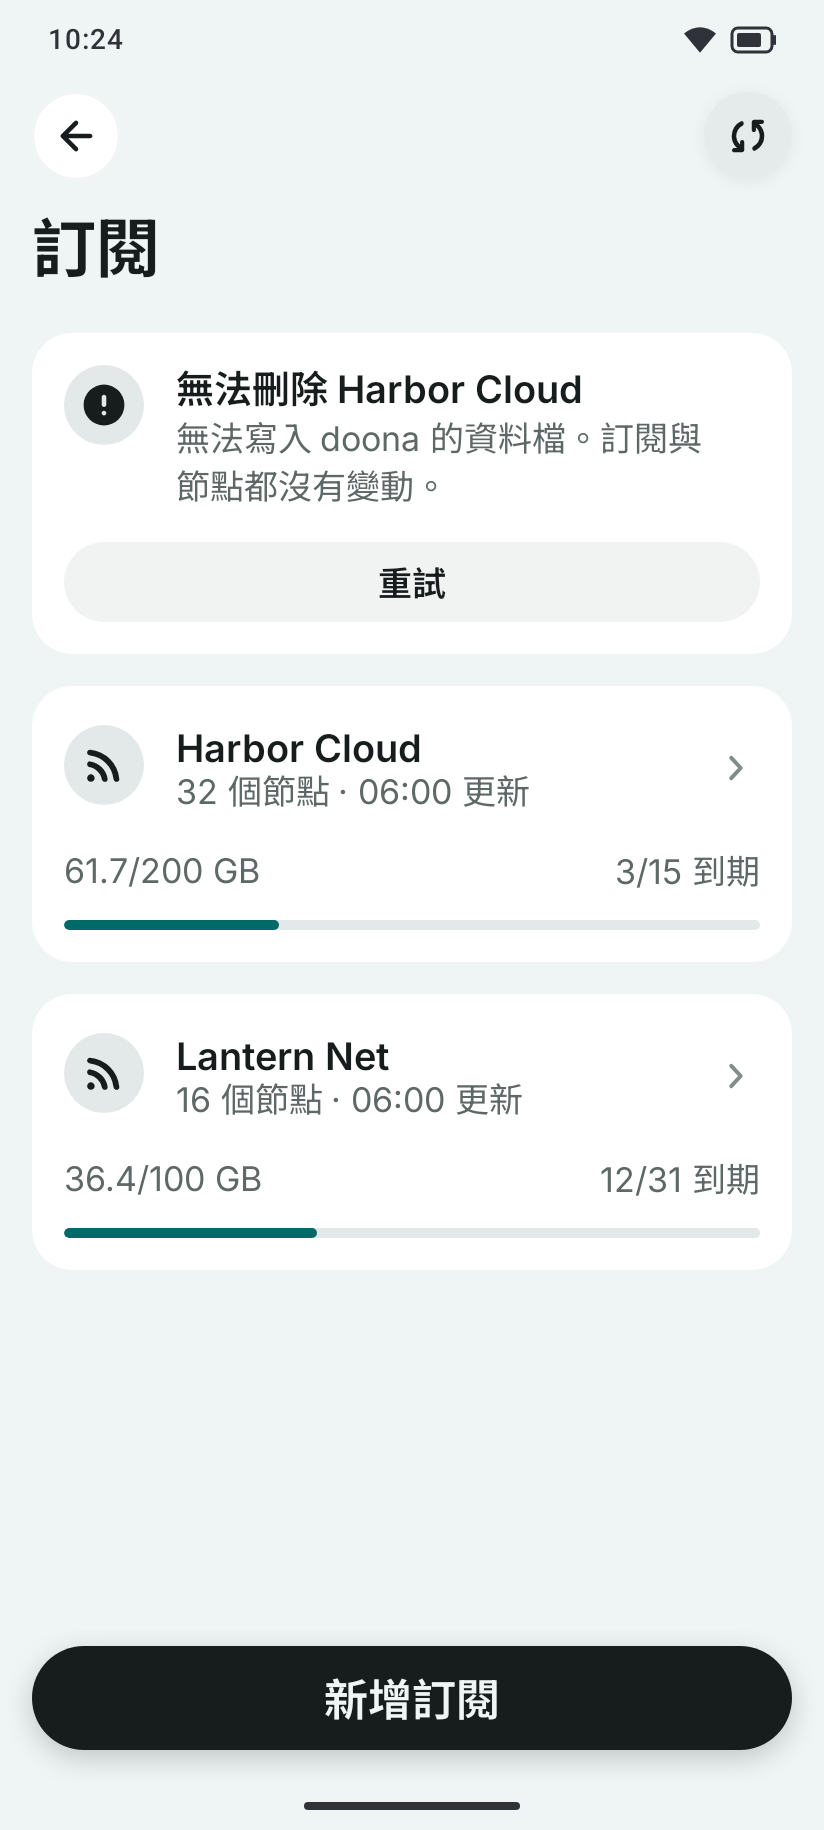 10:24
訂閱
無法刪除 Harbor Cloud
無法寫入 doona 的資料檔。訂閱與
節點都沒有變動。
重試
Harbor Cloud
32 個節點 · 06:00 更新
61.7/200 GB
3/15 到期
Lantern Net
16 個節點 · 06:00 更新
36.4/100 GB
12/31 到期
新增訂閱